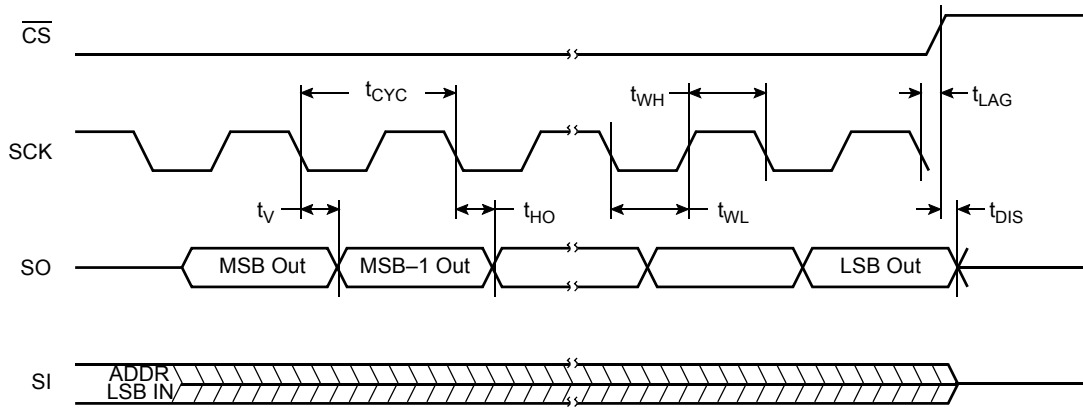 CS
tCYC
tWH
tLAG
SCK
tV
tHO
tWL
tDIS
SO
MSB Out
MSB–1 Out
LSB Out
SI
ADDR
LSB IN